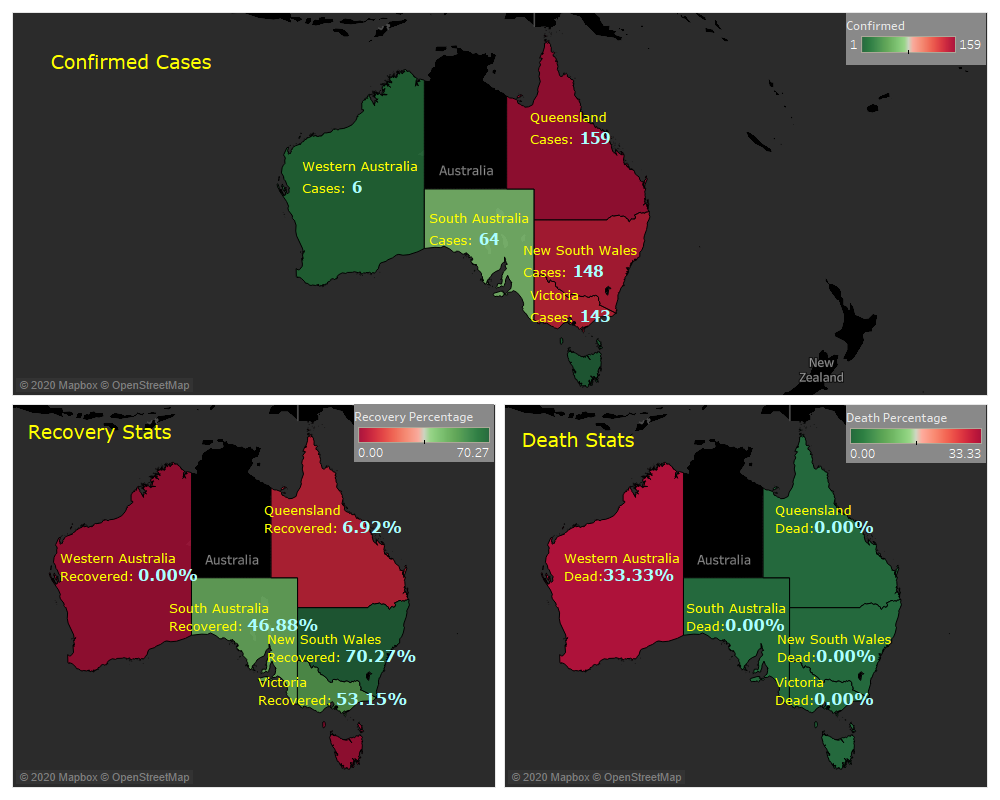 Confirmed Cases
Confirmed
1 159
Queensland
Cases: 159
Western Australia
Cases: 6
Australia
South Australia
Cases: 64
New South Wales
Cases: 148
Victoria
Cases: 143
New
Zealand
© 2020 Mapbox © OpenStreetMap
Recovery Stats
Recovery Percentage
0.00 70.27
Queensland
Recovered: 6.92%
Western Australia
Recovered: 0.00%
Australia
South Australia
Recovered: 46.88%
New South Wales
Recovered: 70.27%
Victoria
Recovered: 53.15%
© 2020 Mapbox © OpenStreetMap
Death Stats
Death Percentage
0.00 33.33
Queensland
Dead:0.00%
Western Australia
Dead:33.33%
Australia
South Australia
Dead:0.00%
New South Wales
Dead:0.00%
Victoria
Dead:0.00%
© 2020 Mapbox © OpenStreetMap